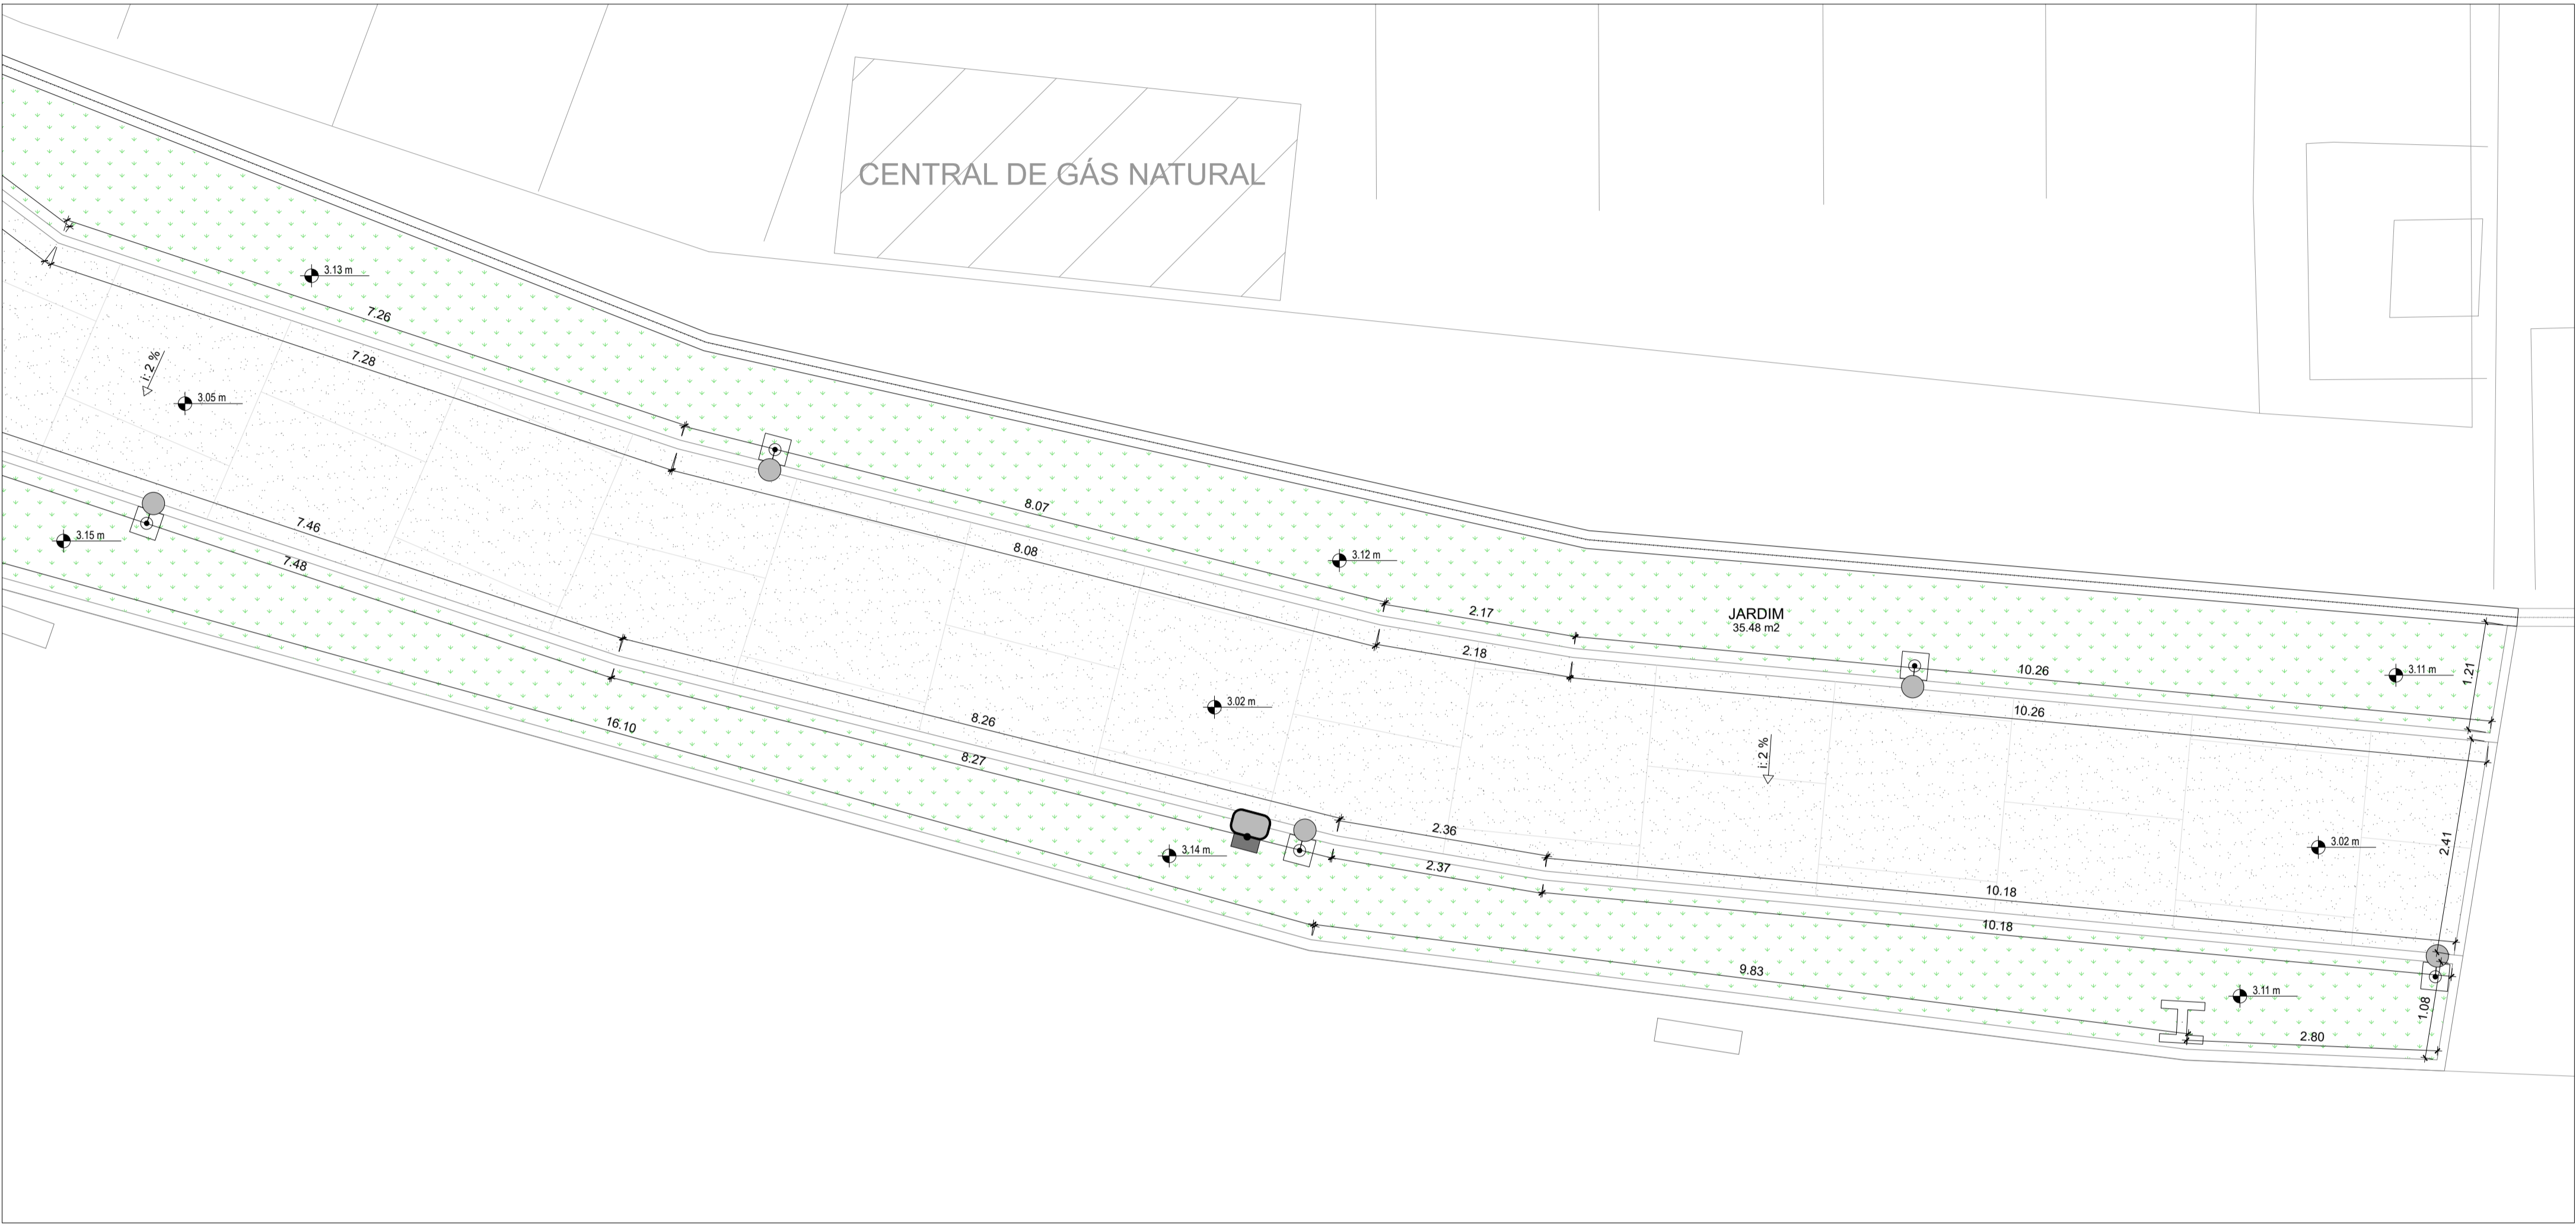 CENTRAL DE GÁS NATURAL
3.13 m
7.26
7.28
i: 2 %
3.05 m
8.07
7.46
8.08
3.12 m
3.15 m
7.48
2.17
JARDIM
35.48 m2
2.18
10.26
3.11 m
1.21
3.02 m
10.26
8.26
16.10
8.27
i: 2 %
2.36
2.41
3.02 m
3.14 m
2.37
10.18
10.18
9.83
3.11 m
1.08
2.80